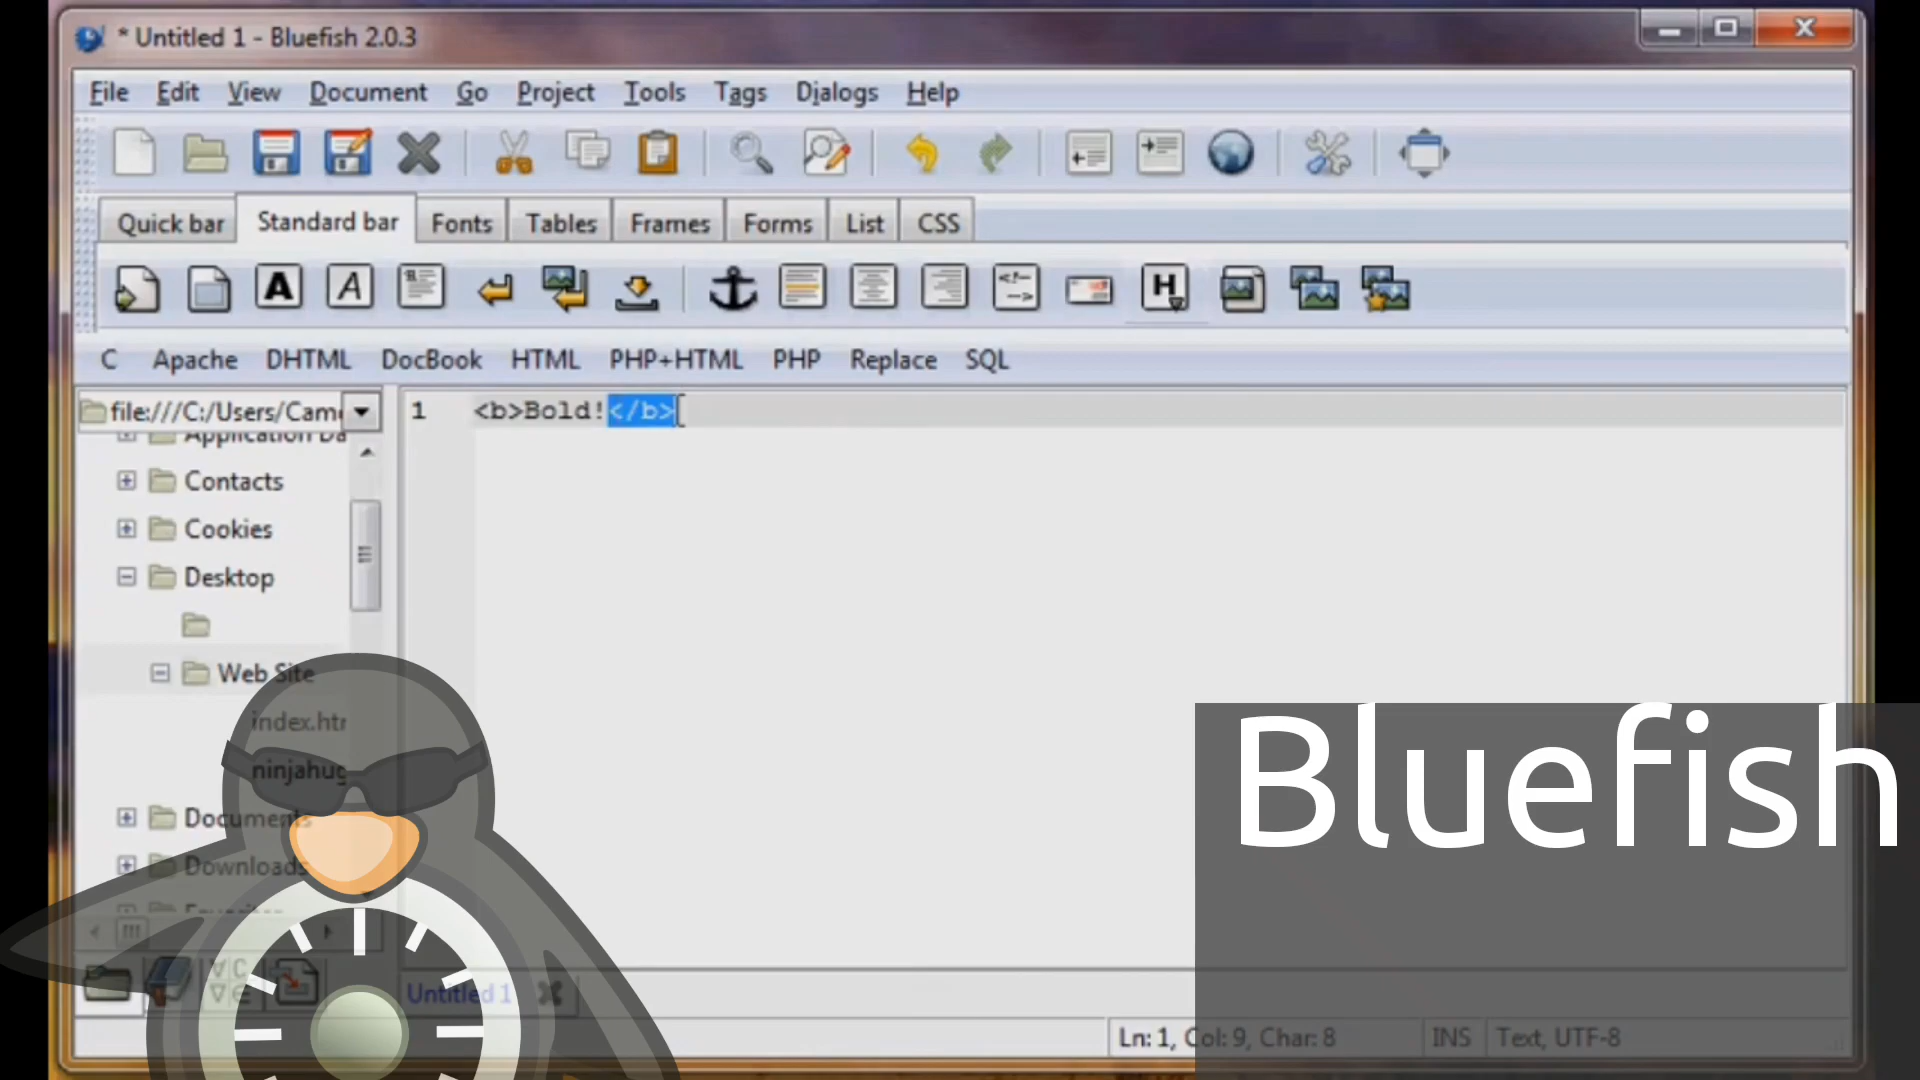 * Untitled 1 - Bluefish 2.0.3
File Edit View Document Go Project Tools Tags Dialogs Help
Quick bar Standard bar Fonts Tables Frames Forms List CSS
A A
<!--
-->
H
C Apache DHTML DocBook HTML PHP+HTML PHP Replace SQL
file:///C:/Users/Cam
1 <b>Bold!</b>
Application Da
Contacts
Cookies
Desktop
Web Site
index.htr
ninjahug
Documents
Downloads
Bluefish
Untitled 1
Ln: 1, Col: 9, Char: 8 INS Text, UTF-8